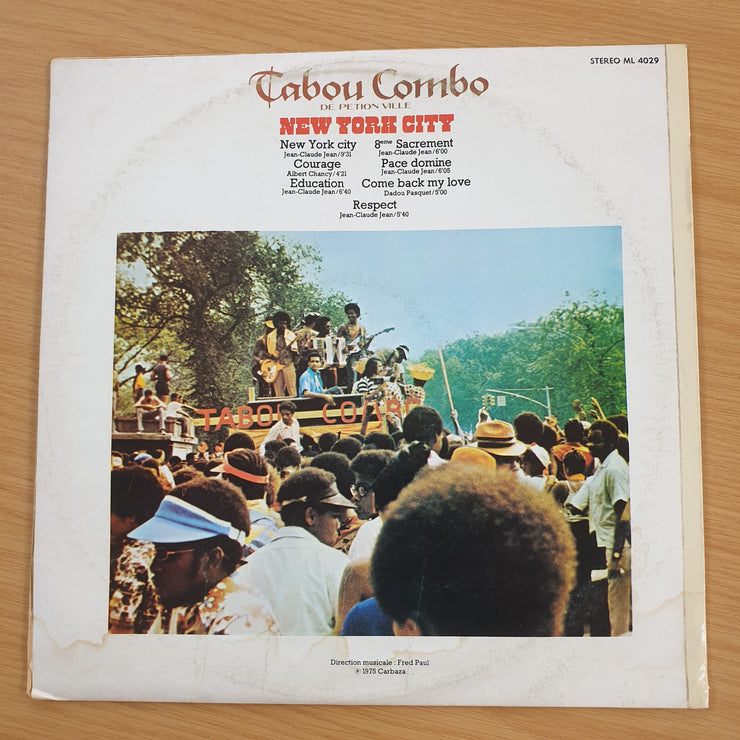 STEREO ML 4029
Tabou Combo
DE PETION VILLE
NEW YORK CITY
New York city
Jean-Claude Jean/9'31
Courage
Albert Chancy/4'21
Education
Jean-Claude Jean/6'40
8eme Sacrement
Jean-Claude Jean/6'00
Pace domine
Jean-Claude Jean/6'05
Come back my love
Dadou Pasquet/5'00
Respect
Jean-Claude Jean/5'40
TABOU COMBO
Direction musicale : Fred Paul
℗ 1975 Carbaza